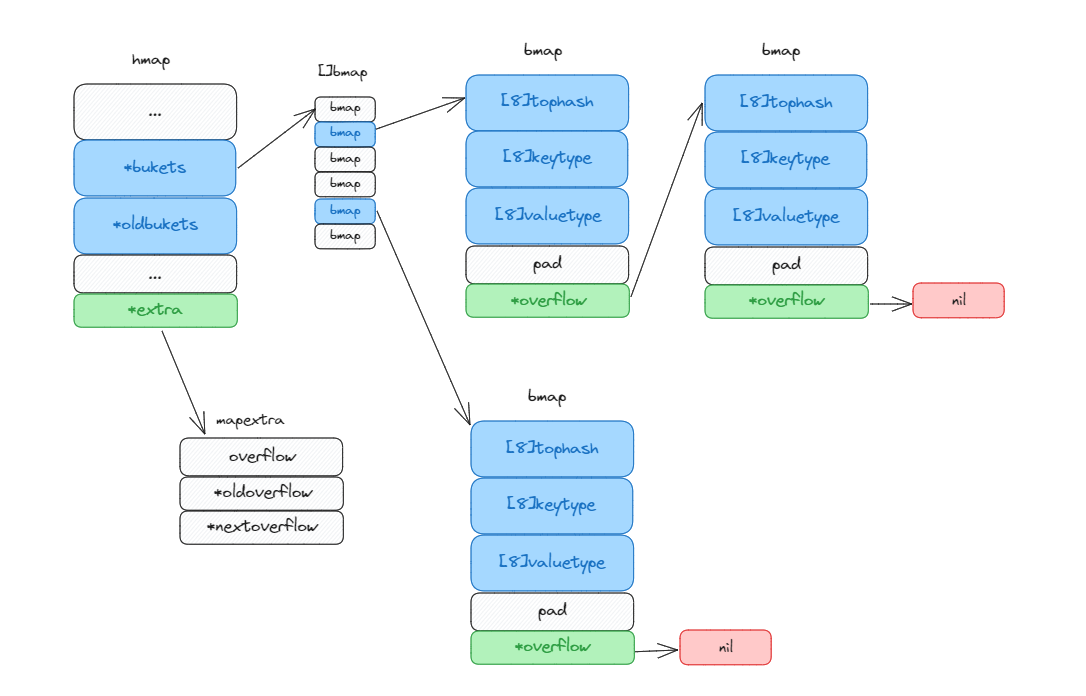 hmap
...
*bukets
*oldbukets
...
*extra
[]bmap
bmap
bmap
bmap
bmap
bmap
bmap
bmap
[8]tophash
[8]keytype
[8]valuetype
pad
*overflow
bmap
[8]tophash
[8]keytype
[8]valuetype
pad
*overflow
nil
mapextra
overflow
*oldoverflow
*nextoverflow
bmap
[8]tophash
[8]keytype
[8]valuetype
pad
*overflow
nil